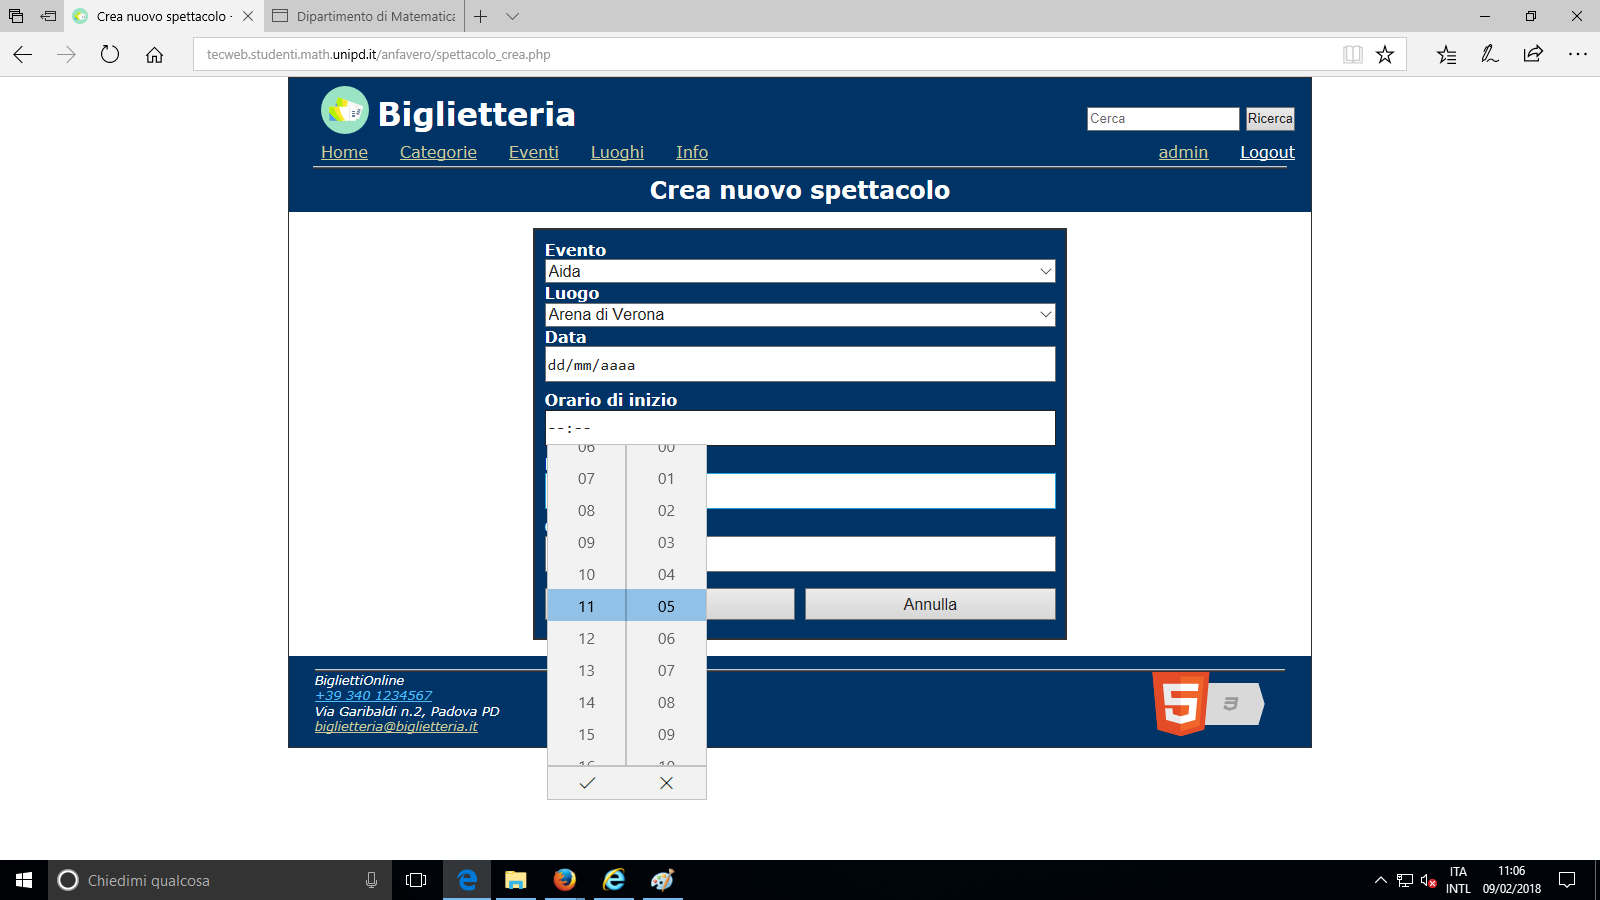 Crea nuovo spettacolo -
Dipartimento di Matematica
tecweb.studenti.math.unipd.it/anfavero/spettacolo_crea.php
Biglietteria
Cerca
Ricerca
Home
Categorie
Eventi
Luoghi
Info
admin
Logout
Crea nuovo spettacolo
Evento
Aida
Luogo
Arena di Verona
Data
dd/mm/aaaa
Orario di inizio
--:--
06 00
07 01
08 02
09 03
10 04
11 05
12 06
13 07
14 08
15 09
16 10
Annulla
BigliettiOnline
+39 340 1234567
Via Garibaldi n.2, Padova PD
biglietteria@biglietteria.it
5
3
Chiedimi qualcosa
ITA
INTL
11:06
09/02/2018